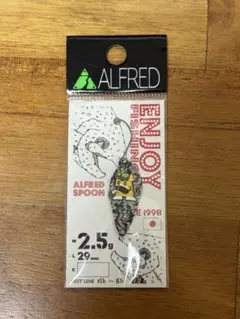 ALFRED
ENJOY
FISHING
ALFRED
SPOON
1998
2.5g
L 29mm
C